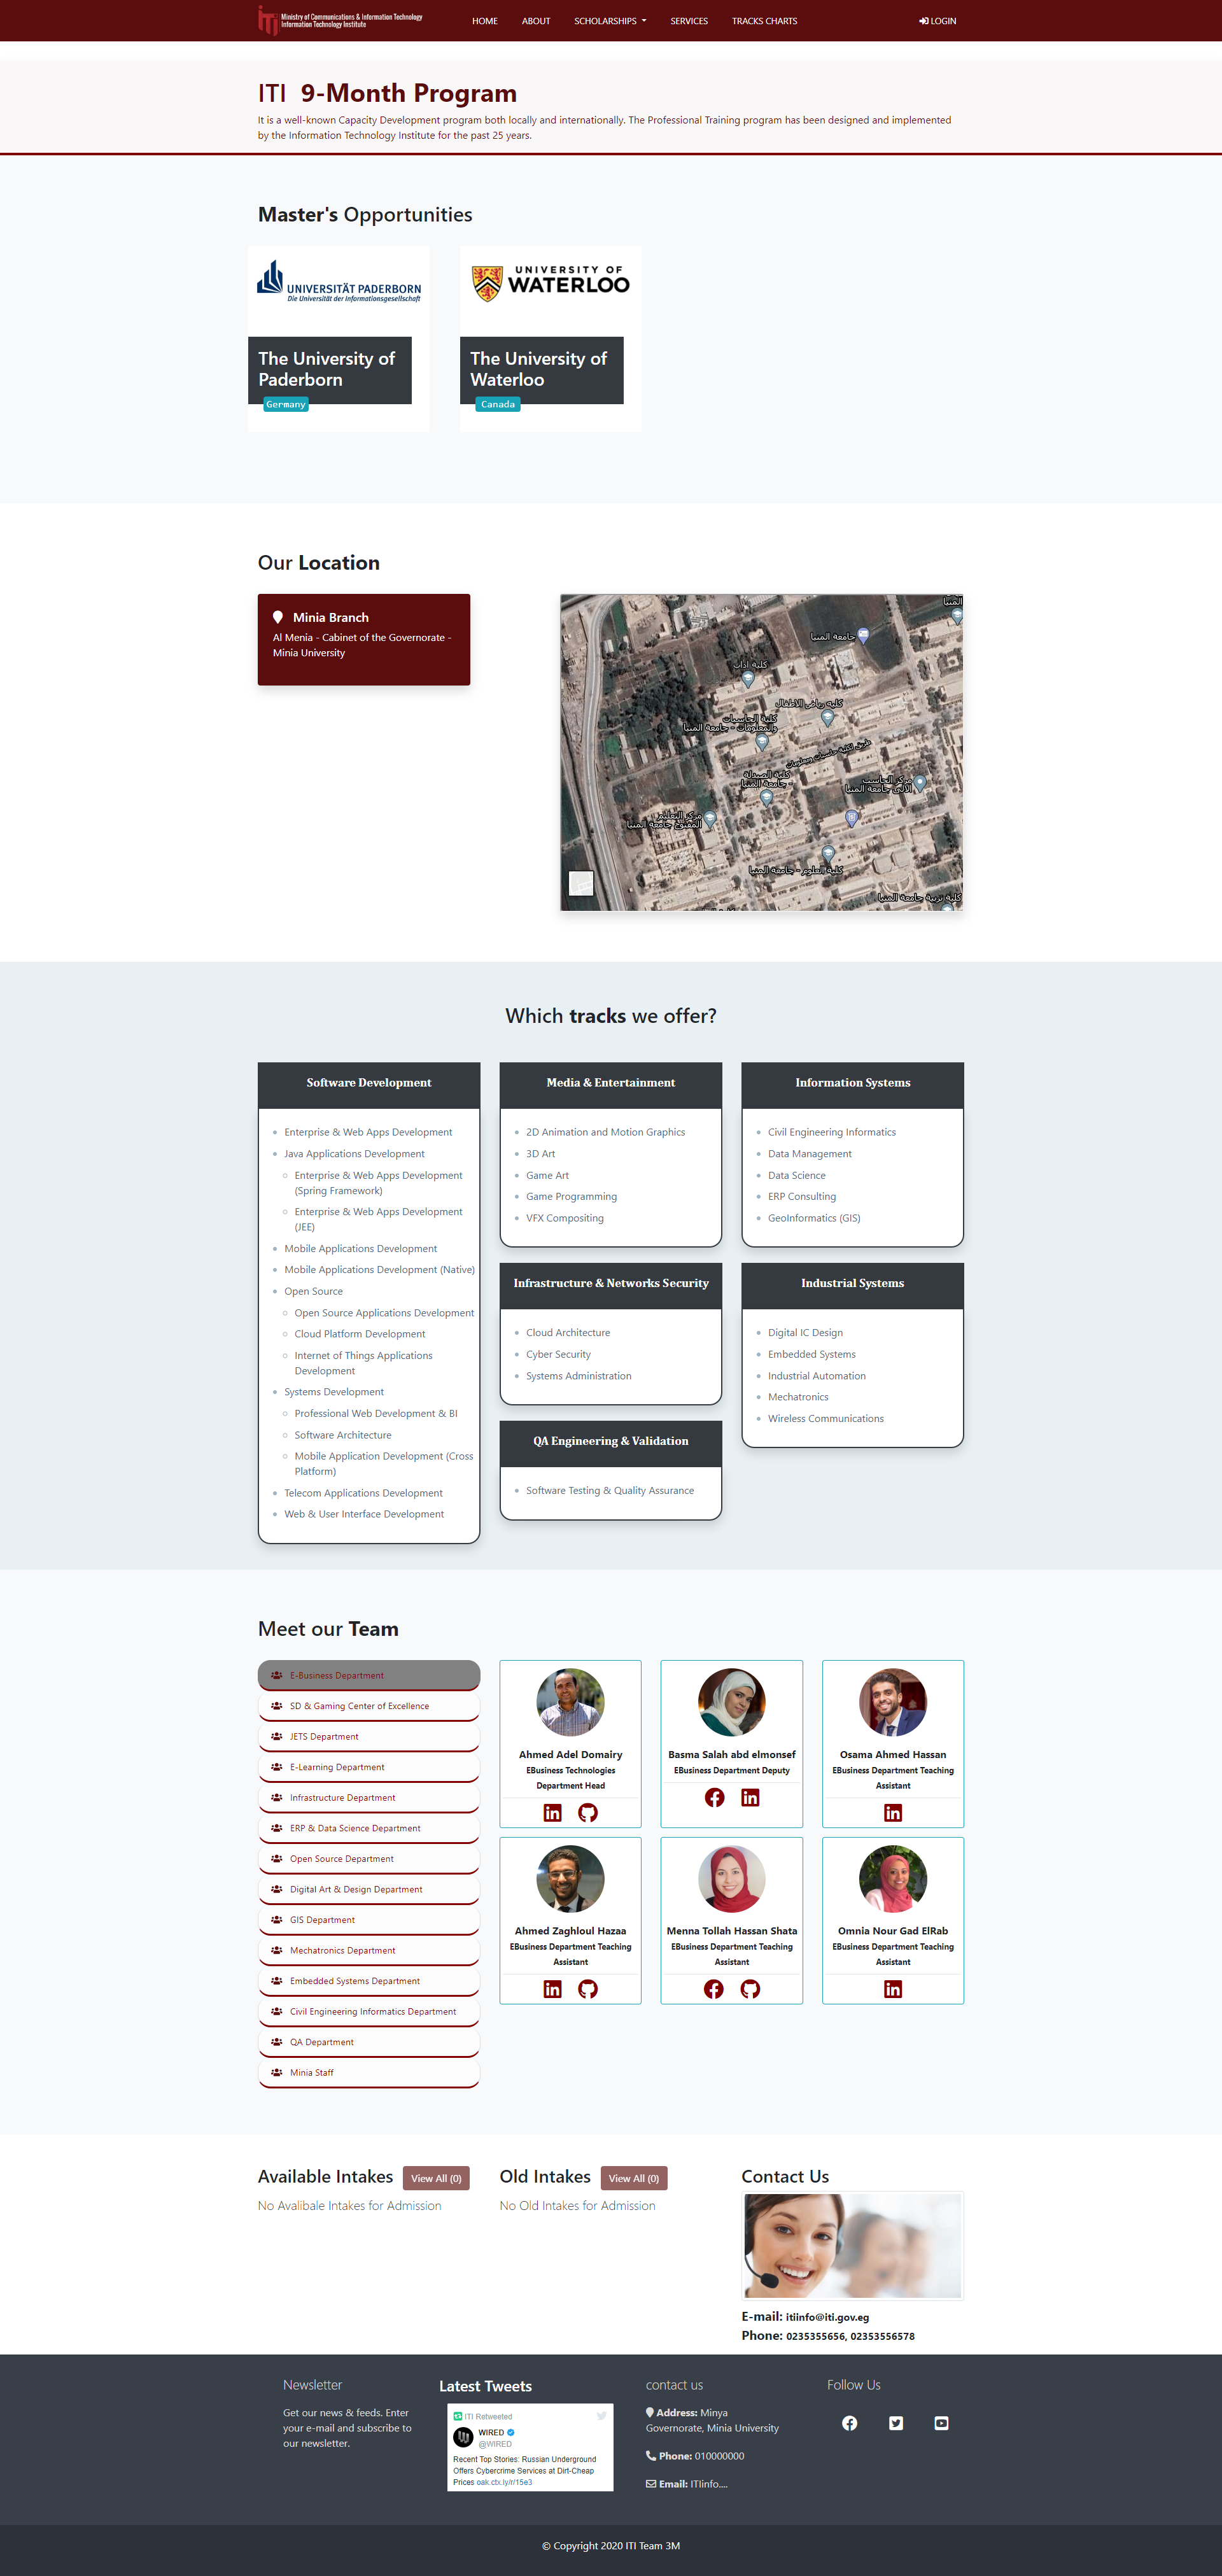 Ministry of Communications & Information Technology
Information Technology Institute
HOME
ABOUT
SCHOLARSHIPS
SERVICES
TRACKS CHARTS
LOGIN
ITI 9-Month Program
It is a well-known Capacity Development program both locally and internationally. The Professional Training program has been designed and implemented
by the Information Technology Institute for the past 25 years.
Master's Opportunities
UNIVERSITÄT PADERBORN
Die Universität der Informationsgesellschaft
The University of
Paderborn
Germany
UNIVERSITY OF
WATERLOO
The University of
Waterloo
Canada
Our Location
Minia Branch
Al Menia - Cabinet of the Governorate -
Minia University
المنيا
جامعة المنيا
كلية اداب
كلية رياض الاطفال
كلية الحاسبات
والمعلومات - جامعة المنيا
طريق لكلية حاسبات ومعلومات
كلية الصيدلة
- جامعة المنيا
مركز الحاسب
الآلى جامعة المنيا
مركز التعليم
المفتوح جامعة المنيا
كلية العلوم - جامعة المنيا
كلية تربية جامعة المنيا
Which tracks we offer?
Software Development
Enterprise & Web Apps Development
Java Applications Development
Enterprise & Web Apps Development
(Spring Framework)
Enterprise & Web Apps Development
(JEE)
Mobile Applications Development
Mobile Applications Development (Native)
Open Source
Open Source Applications Development
Cloud Platform Development
Internet of Things Applications
Development
Systems Development
Professional Web Development & BI
Software Architecture
Mobile Application Development (Cross
Platform)
Telecom Applications Development
Web & User Interface Development
Media & Entertainment
2D Animation and Motion Graphics
3D Art
Game Art
Game Programming
VFX Compositing
Infrastructure & Networks Security
Cloud Architecture
Cyber Security
Systems Administration
QA Engineering & Validation
Software Testing & Quality Assurance
Information Systems
Civil Engineering Informatics
Data Management
Data Science
ERP Consulting
GeoInformatics (GIS)
Industrial Systems
Digital IC Design
Embedded Systems
Industrial Automation
Mechatronics
Wireless Communications
Meet our Team
E-Business Department
SD & Gaming Center of Excellence
JETS Department
E-Learning Department
Infrastructure Department
ERP & Data Science Department
Open Source Department
Digital Art & Design Department
GIS Department
Mechatronics Department
Embedded Systems Department
Civil Engineering Informatics Department
QA Department
Minia Staff
Ahmed Adel Domairy
EBusiness Technologies
Department Head
Basma Salah abd elmonsef
EBusiness Department Deputy
Osama Ahmed Hassan
EBusiness Department Teaching
Assistant
Ahmed Zaghloul Hazaa
EBusiness Department Teaching
Assistant
Menna Tollah Hassan Shata
EBusiness Department Teaching
Assistant
Omnia Nour Gad ElRab
EBusiness Department Teaching
Assistant
Available Intakes
View All (0)
No Avalibale Intakes for Admission
Old Intakes
View All (0)
No Old Intakes for Admission
Contact Us
E-mail: itiinfo@iti.gov.eg
Phone: 0235355656, 02353556578
Newsletter
Get our news & feeds. Enter
your e-mail and subscribe to
our newsletter.
Latest Tweets
ITI Retweeted
WIRED
@WIRED
Recent Top Stories: Russian Underground
Offers Cybercrime Services at Dirt-Cheap
Prices oak.ctx.ly/r/15e3
contact us
Address: Minya
Governorate, Minia University
Phone: 010000000
Email: ITIinfo....
Follow Us
© Copyright 2020 ITI Team 3M